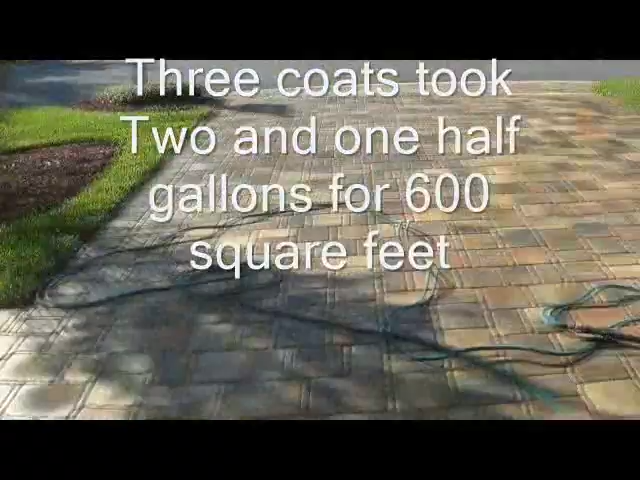 Three coats took
Two and one half
gallons for 600
square feet